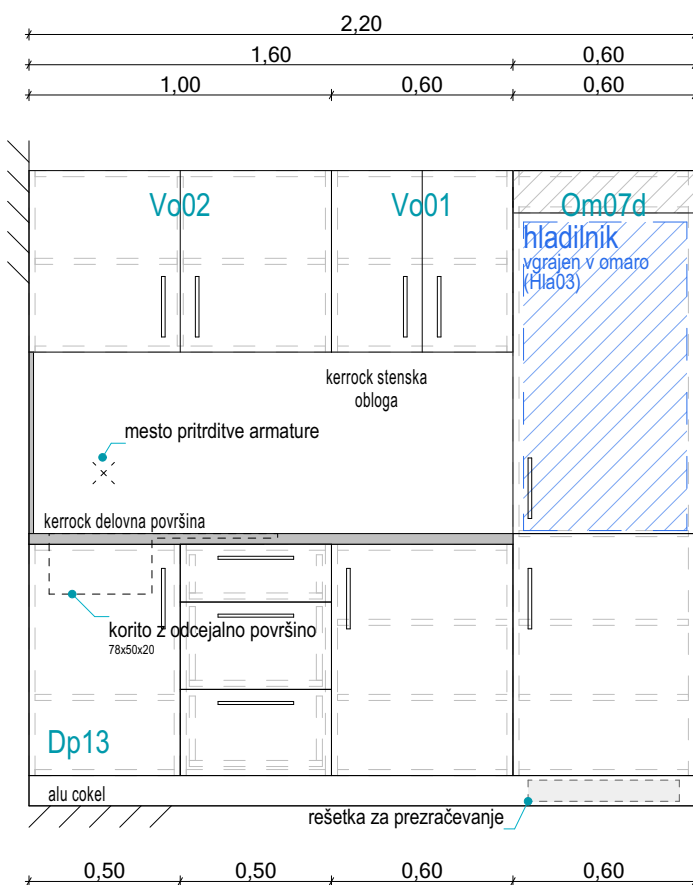 2,20
1,60 0,60
1,00 0,60 0,60
Vo02 Vo01 Om07d
hladilnik
vgrajen v omaro
(Hla03)
kerrock stenska
obloga
mesto pritrditve armature
kerrock delovna površina
korito z odcejalno površino
78x50x20
Dp13
alu cokel
rešetka za prezračevanje
0,50 0,50 0,60 0,60